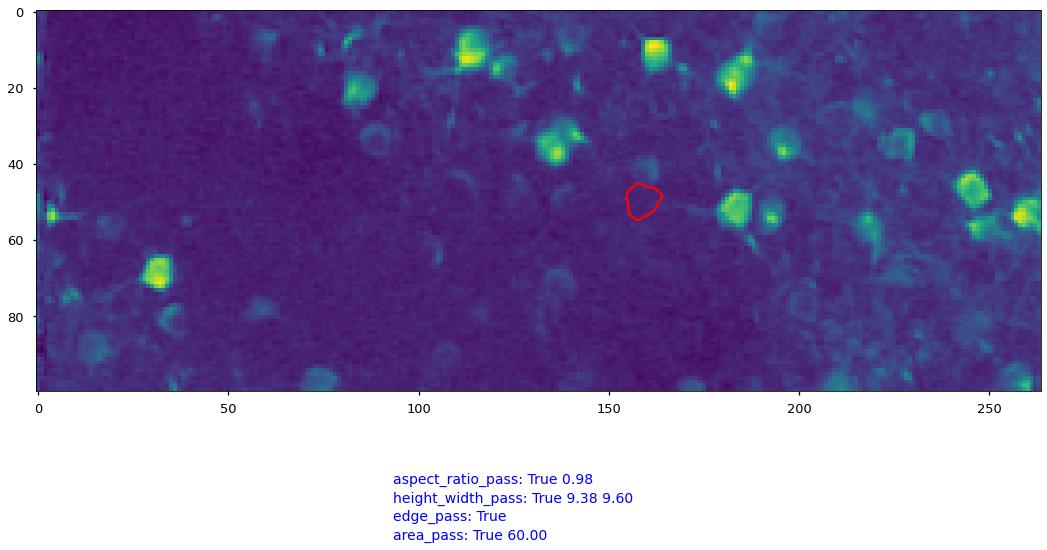 0
20
40
60
80
0 50 100 150 200 250
aspect_ratio_pass: True 0.98
height_width_pass: True 9.38 9.60
edge_pass: True
area_pass: True 60.00